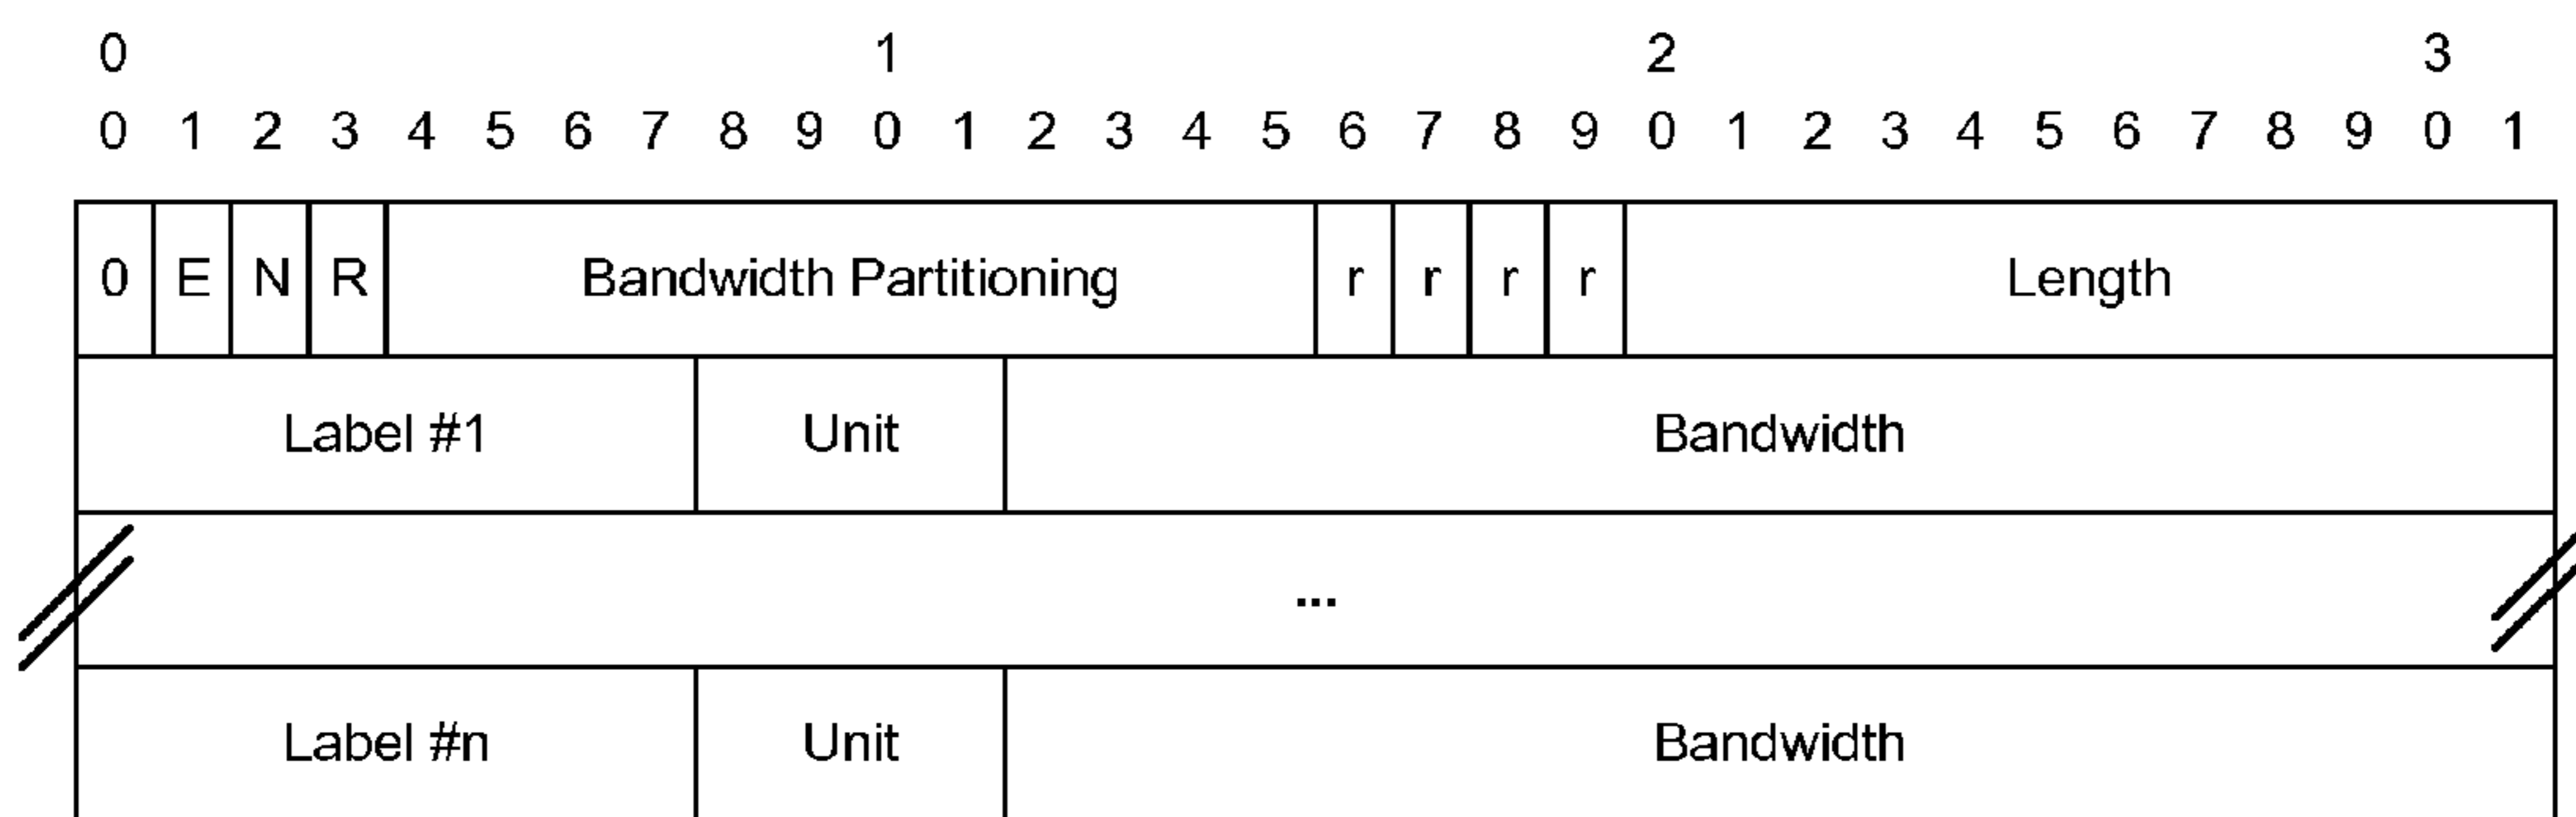 0 1 2 3
0 1 2 3 4 5 6 7 8 9 0 1 2 3 4 5 6 7 8 9 0 1 2 3 4 5 6 7 8 9 0 1
0 E N R Bandwidth Partitioning r r r r Length
Label #1 Unit Bandwidth
...
Label #n Unit Bandwidth